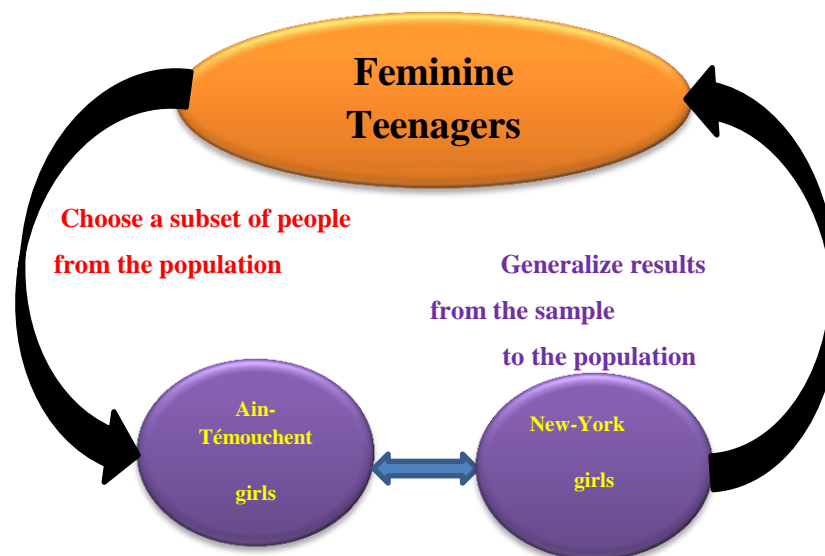 Feminine
Teenagers
Choose a subset of people
from the population
Generalize results
from the sample
to the population
Ain-
Témouchent
girls
New-York
girls